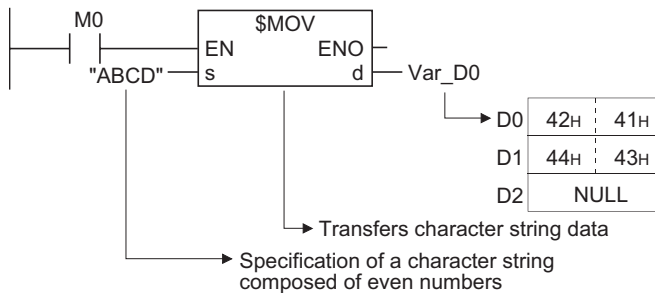 M0
$MOV
EN ENO
"ABCD" s d Var_D0
D0 42H 41H
D1 44H 43H
D2 NULL
Transfers character string data
Specification of a character string
composed of even numbers